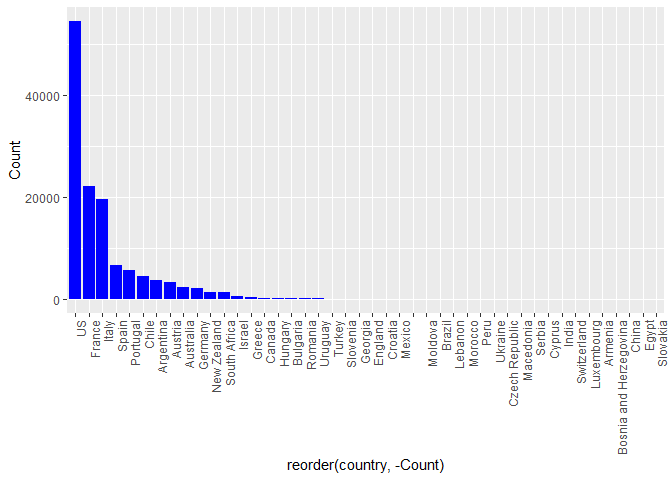 Count
40000
20000
0
US
France
Italy
Spain
Portugal
Chile
Argentina
Austria
Australia
Germany
New Zealand
South Africa
Israel
Greece
Canada
Hungary
Bulgaria
Romania
Uruguay
Turkey
Slovenia
Georgia
England
Croatia
Mexico
Moldova
Brazil
Lebanon
Morocco
Peru
Ukraine
Czech Republic
Macedonia
Serbia
Cyprus
India
Switzerland
Luxembourg
Armenia
Bosnia and Herzegovina
China
Egypt
Slovakia
reorder(country, -Count)